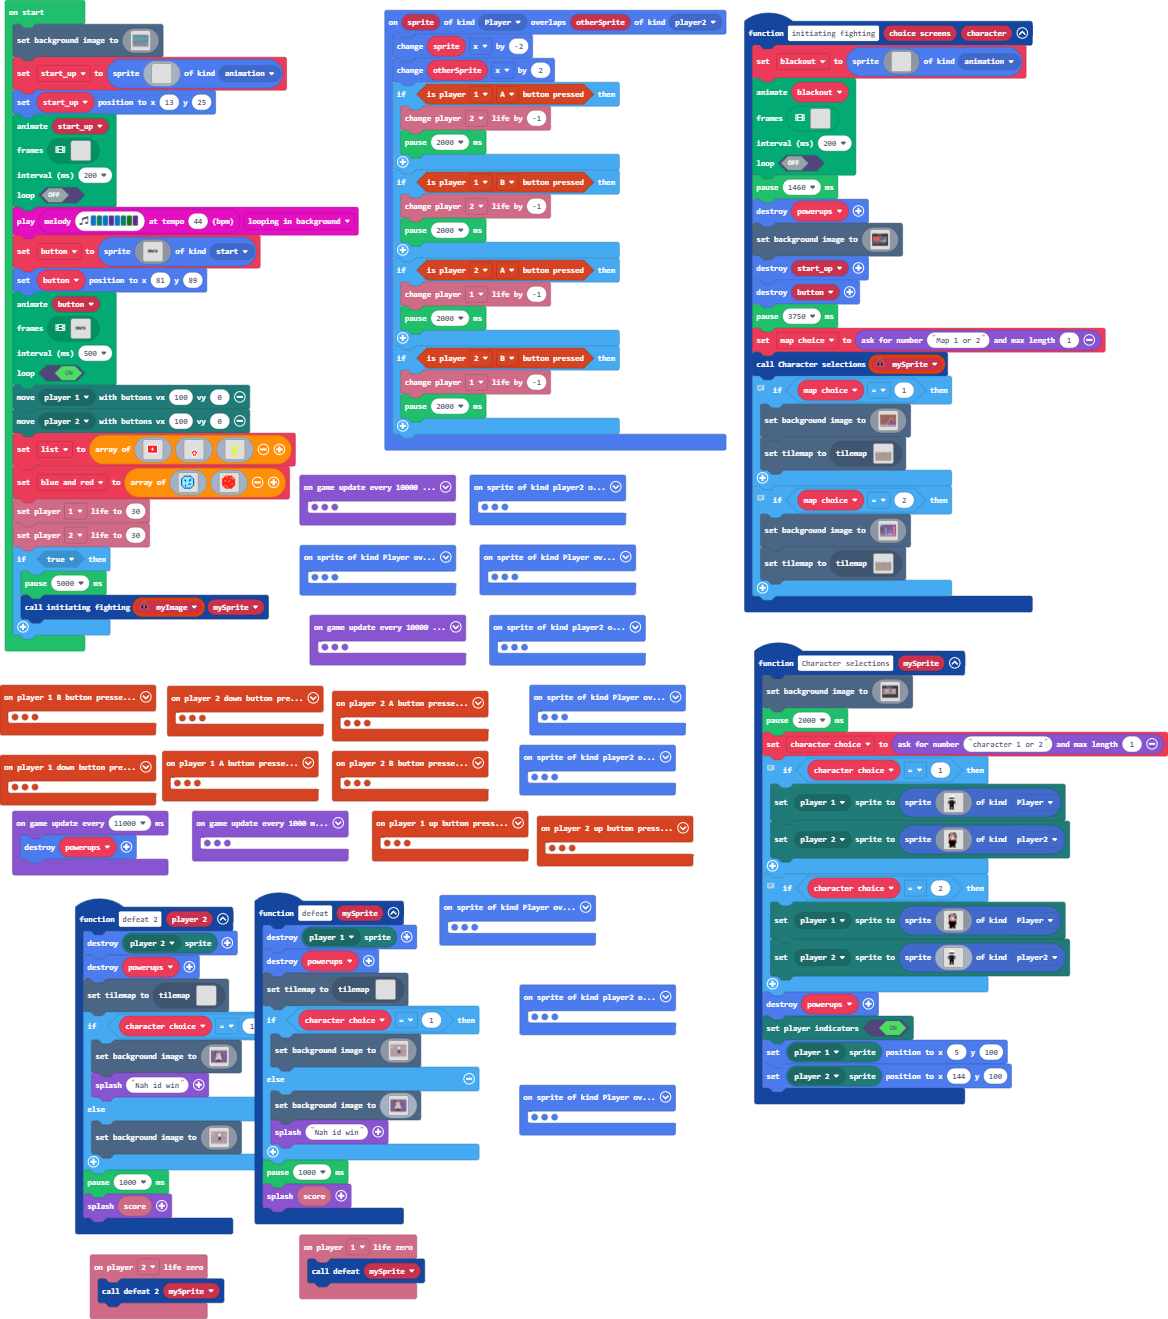 on start
set background image to
set start_up to sprite of kind animation
set start_up position to x 13 y 25
animate start_up
frames
interval (ms) 200
loop OFF
play melody at tempo 44 (bpm) looping in background
set button to sprite of kind start
set button position to x 81 y 89
animate button
frames
interval (ms) 500
loop ON
move player 1 with buttons vx 100 vy 0
move player 2 with buttons vx 100 vy 0
set list to array of
set blue and red to array of
set player 1 life to 30
set player 2 life to 30
if true then
pause 5000 ms
call initiating fighting myImage mySprite
on sprite of kind Player overlaps otherSprite of kind player2
change sprite x by -2
change otherSprite x by 2
if is player 1 A button pressed then
change player 2 life by -1
pause 2000 ms
if is player 1 B button pressed then
change player 2 life by -1
pause 2000 ms
if is player 2 A button pressed then
change player 1 life by -1
pause 2000 ms
if is player 2 B button pressed then
change player 1 life by -1
pause 2000 ms
function initiating fighting choice screens character
set blackout to sprite of kind animation
animate blackout
frames
interval (ms) 200
loop OFF
pause 1460 ms
destroy powerups
set background image to
destroy start_up
destroy button
pause 3750 ms
set map choice to ask for number "Map 1 or 2" and max length 1
call Character selections mySprite
if map choice = 1 then
set background image to
set tilemap to tilemap
if map choice = 2 then
set background image to
set tilemap to tilemap
on game update every 10000 ...
on sprite of kind player2 o...
on sprite of kind Player ov...
on sprite of kind Player ov...
on game update every 10000 ...
on sprite of kind player2 o...
on player 1 B button presse...
on player 2 down button pre...
on player 2 A button presse...
on sprite of kind Player ov...
on player 1 down button pre...
on player 1 A button presse...
on player 2 B button presse...
on sprite of kind player2 o...
on game update every 11000 ms
destroy powerups
on game update every 1000 m...
on player 1 up button press...
on player 2 up button press...
function Character selections mySprite
set background image to
pause 2000 ms
set character choice to ask for number "character 1 or 2" and max length 1
if character choice = 1 then
set player 1 sprite to sprite of kind Player
set player 2 sprite to sprite of kind player2
if character choice = 2 then
set player 1 sprite to sprite of kind Player
set player 2 sprite to sprite of kind player2
destroy powerups
set player indicators ON
set player 1 sprite position to x 5 y 100
set player 2 sprite position to x 144 y 100
function defeat 2 player 2
destroy player 2 sprite
destroy powerups
set tilemap to tilemap
if character choice = 1
set background image to
splash "Nah id win"
else
set background image to
pause 1000 ms
splash score
function defeat mySprite
destroy player 1 sprite
destroy powerups
set tilemap to tilemap
if character choice = 1 then
set background image to
else
set background image to
splash "Nah id win"
pause 1000 ms
splash score
on sprite of kind Player ov...
on sprite of kind player2 o...
on sprite of kind Player ov...
on player 2 life zero
call defeat 2 mySprite
on player 1 life zero
call defeat mySprite